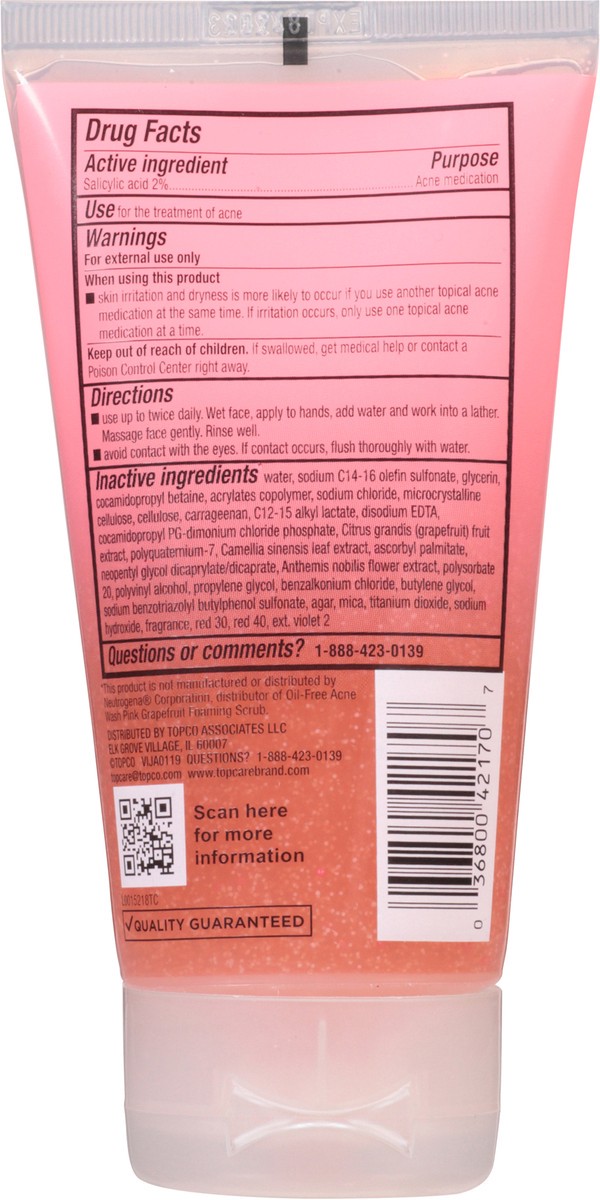 Drug Facts
Active ingredient Purpose
Salicylic acid 2% Acne medication
Use for the treatment of acne
Warnings
For external use only
When using this product
■ skin irritation and dryness is more likely to occur if you use another topical acne
medication at the same time. If irritation occurs, only use one topical acne
medication at a time.
Keep out of reach of children. If swallowed, get medical help or contact a
Poison Control Center right away.
Directions
■ use up to twice daily. Wet face, apply to hands, add water and work into a lather.
Massage face gently. Rinse well.
■ avoid contact with the eyes. If contact occurs, flush thoroughly with water.
Inactive ingredients water, sodium C14-16 olefin sulfonate, glycerin,
cocamidopropyl betaine, acrylates copolymer, sodium chloride, microcrystalline
cellulose, cellulose, carrageenan, C12-15 alkyl lactate, disodium EDTA,
cocamidopropyl PG-dimonium chloride phosphate, Citrus grandis (grapefruit) fruit
extract, polyquaternium-7, Camellia sinensis leaf extract, ascorbyl palmitate,
neopentyl glycol dicaprylate/dicaprate, Anthemis nobilis flower extract, polysorbate
20, polyvinyl alcohol, propylene glycol, benzalkonium chloride, butylene glycol,
sodium benzotriazolyl butylphenol sulfonate, agar, mica, titanium dioxide, sodium
hydroxide, fragrance, red 30, red 40, ext. violet 2
Questions or comments? 1-888-423-0139
*This product is not manufactured or distributed by
Neutrogena® Corporation, distributor of Oil-Free Acne
Wash Pink Grapefruit Foaming Scrub.
DISTRIBUTED BY TOPCO ASSOCIATES LLC
ELK GROVE VILLAGE, IL 60007
©TOPCO VIJA0119 QUESTIONS? 1-888-423-0139
topcare@topco.com www.topcarebrand.com
Scan here
for more
information
L0015218TC
✓QUALITY GUARANTEED
0 36800 42170 7